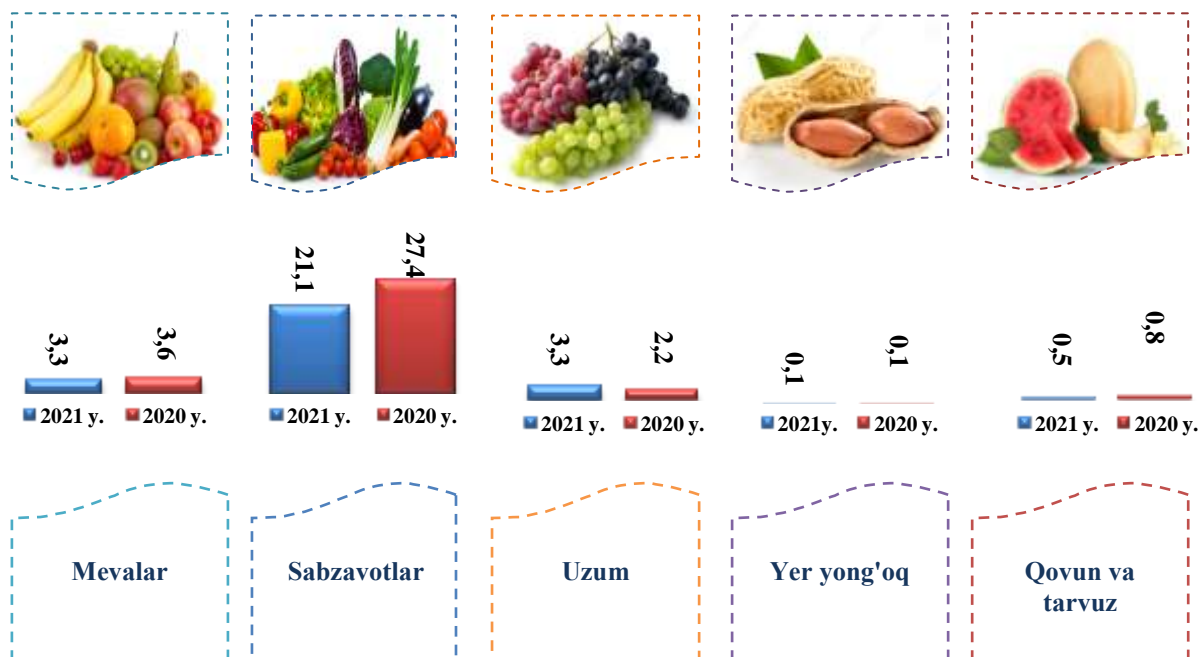 21,1
27,4
3,3
3,6
3,3
2,2
0,1
0,1
0,5
0,8
2021 y.
2020 y.
2021 y.
2020 y.
2021 y.
2020 y.
2021y.
2020 y.
2021 y.
2020 y.
Mevalar
Sabzavotlar
Uzum
Yer yong'oq
Qovun va
tarvuz